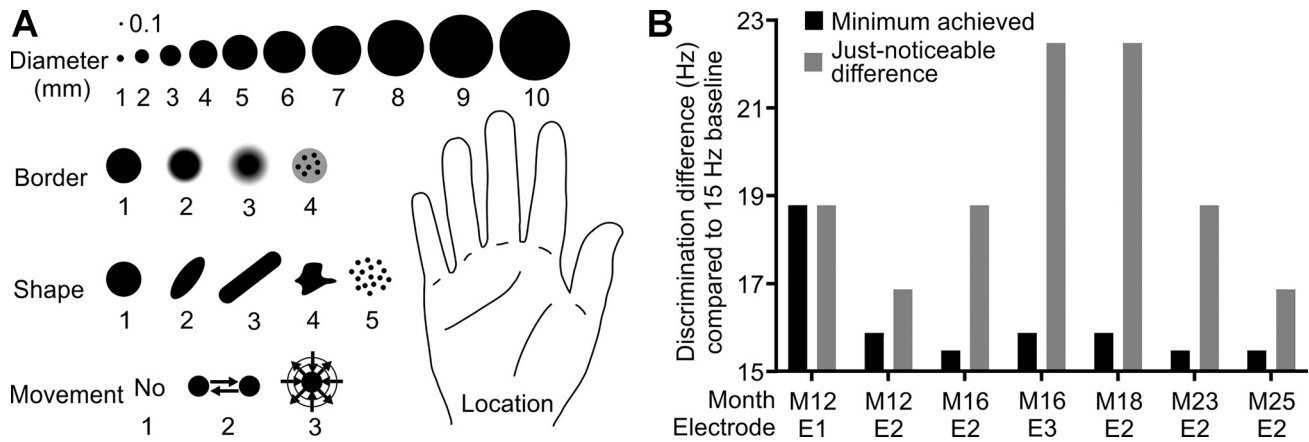 A
0.1
Diameter
(mm)
1 2 3 4 5 6 7 8 9 10
Border
1 2 3 4
Shape
1 2 3 4 5
Movement
No
1 2 3
Location
B
Minimum achieved
Just-noticeable
difference
Discrimination difference (Hz)
compared to 15 Hz baseline
23
21
19
17
15
Month M12 M12 M16 M16 M18 M23 M25
Electrode E1 E2 E2 E3 E2 E2 E2